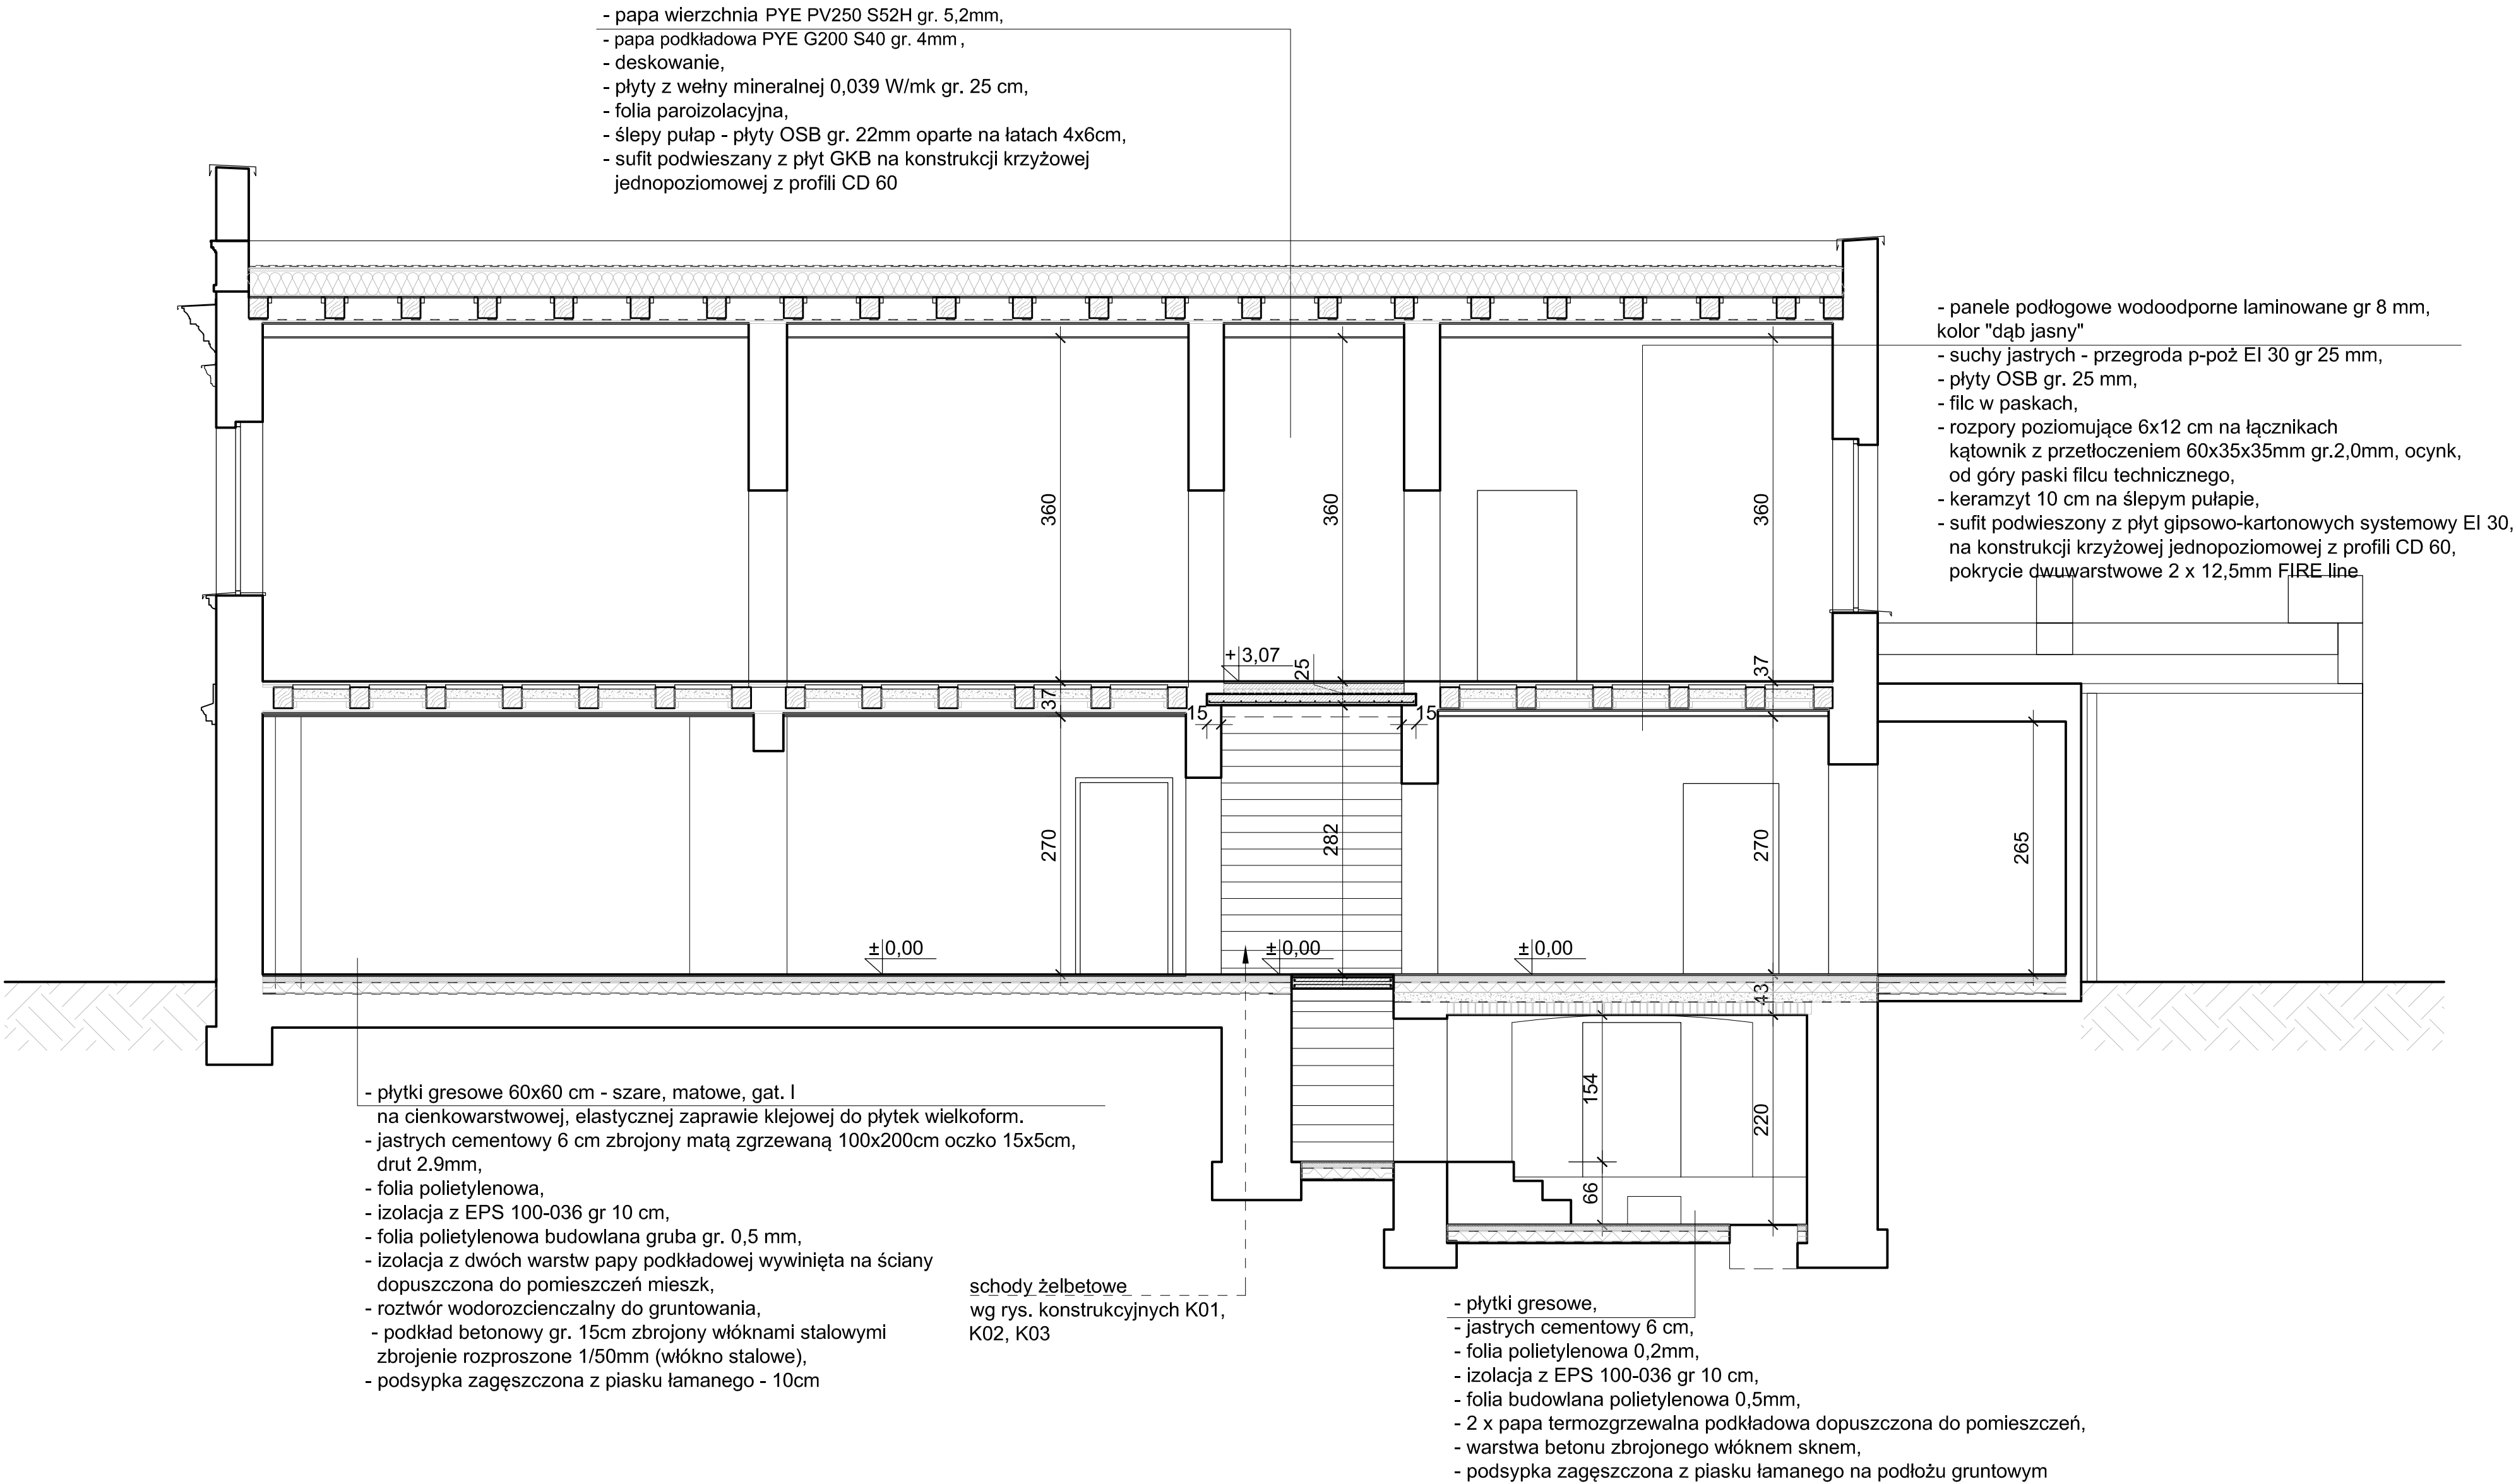 - papa wierzchnia PYE PV250 S52H gr. 5,2mm,
- papa podkładowa PYE G200 S40 gr. 4mm,
- deskowanie,
- płyty z wełny mineralnej 0,039 W/mk gr. 25 cm,
- folia paroizolacyjna,
- ślepy pułap - płyty OSB gr. 22mm oparte na łatach 4x6cm,
- sufit podwieszany z płyt GKB na konstrukcji krzyżowej
jednopoziomowej z profili CD 60
- panele podłogowe wodoodporne laminowane gr 8 mm,
kolor "dąb jasny"
- suchy jastrych - przegroda p-poż EI 30 gr 25 mm,
- płyty OSB gr. 25 mm,
- filc w paskach,
- rozpory poziomujące 6x12 cm na łącznikach
kątownik z przetłoczeniem 60x35x35mm gr.2,0mm, ocynk,
od góry paski filcu technicznego,
- keramzyt 10 cm na ślepym pułapie,
- sufit podwieszony z płyt gipsowo-kartonowych systemowy EI 30,
na konstrukcji krzyżowej jednopoziomowej z profili CD 60,
pokrycie dwuwarstwowe 2 x 12,5mm FIRE line
360
360
360
+3,07
25
37
37
15
15
270
282
270
265
±0,00
±0,00
±0,00
43
154
220
66
- płytki gresowe 60x60 cm - szare, matowe, gat. I
na cienkowarstwowej, elastycznej zaprawie klejowej do płytek wielkoform.
- jastrych cementowy 6 cm zbrojony matą zgrzewaną 100x200cm oczko 15x5cm,
drut 2.9mm,
- folia polietylenowa,
- izolacja z EPS 100-036 gr 10 cm,
- folia polietylenowa budowlana gruba gr. 0,5 mm,
- izolacja z dwóch warstw papy podkładowej wywinięta na ściany
dopuszczona do pomieszczeń mieszk,
- roztwór wodorozcienczalny do gruntowania,
- podkład betonowy gr. 15cm zbrojony włóknami stalowymi
zbrojenie rozproszone 1/50mm (włókno stalowe),
- podsypka zagęszczona z piasku łamanego - 10cm
schody żelbetowe
wg rys. konstrukcyjnych K01,
K02, K03
- płytki gresowe,
- jastrych cementowy 6 cm,
- folia polietylenowa 0,2mm,
- izolacja z EPS 100-036 gr 10 cm,
- folia budowlana polietylenowa 0,5mm,
- 2 x papa termozgrzewalna podkładowa dopuszczona do pomieszczeń,
- warstwa betonu zbrojonego włóknem sknem,
- podsypka zagęszczona z piasku łamanego na podłożu gruntowym